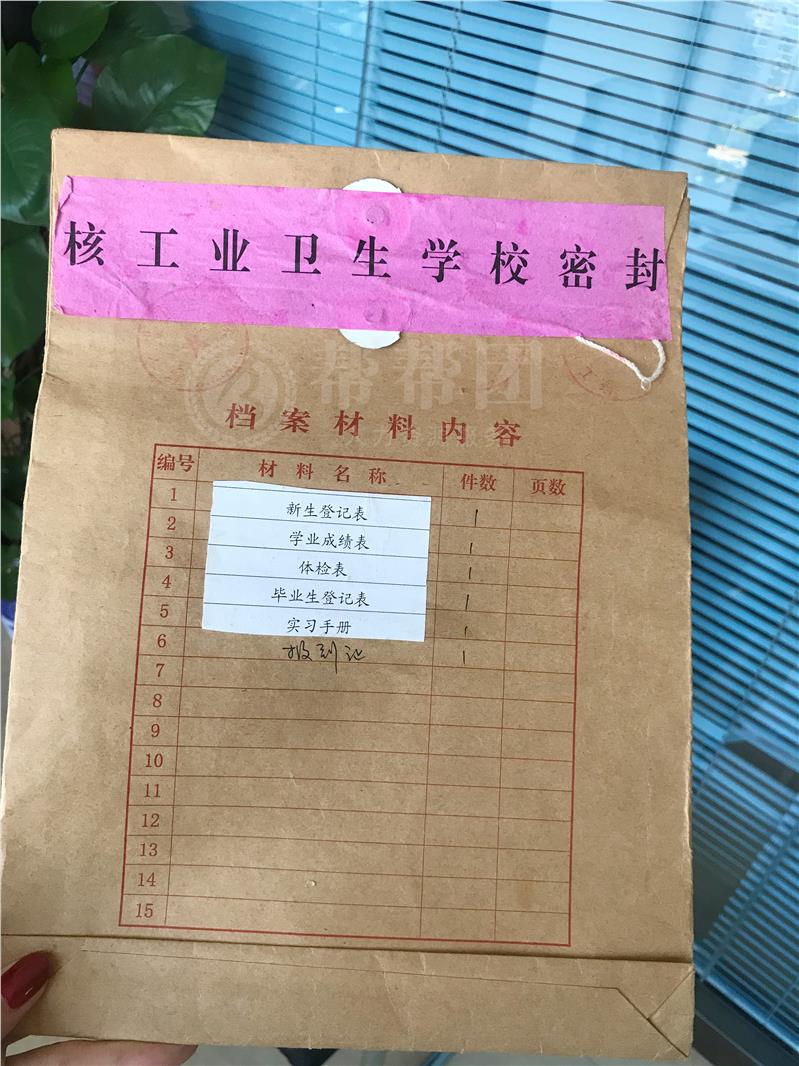 核工业卫生学校密封
帮帮团
档案材料内容
编号 材料名称 件数 页数
1 新生登记表 1
2 学业成绩表 1
3 体检表 1
4 毕业生登记表 1
5 实习手册 1
6 报到证 1
7
8
9
10
11
12
13
14
15